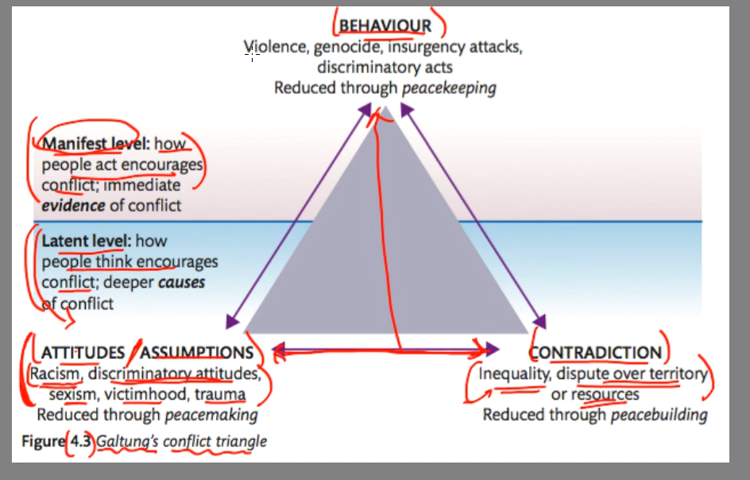 BEHAVIOUR
Violence, genocide, insurgency attacks,
discriminatory acts
Reduced through peacekeeping
Manifest level: how
people act encourages
conflict; immediate
evidence of conflict
Latent level: how
people think encourages
conflict; deeper causes
of conflict
ATTITUDES / ASSUMPTIONS
Racism, discriminatory attitudes,
sexism, victimhood, trauma
Reduced through peacemaking
CONTRADICTION
Inequality, dispute over territory
or resources
Reduced through peacebuilding
Figure 4.3 Galtung's conflict triangle